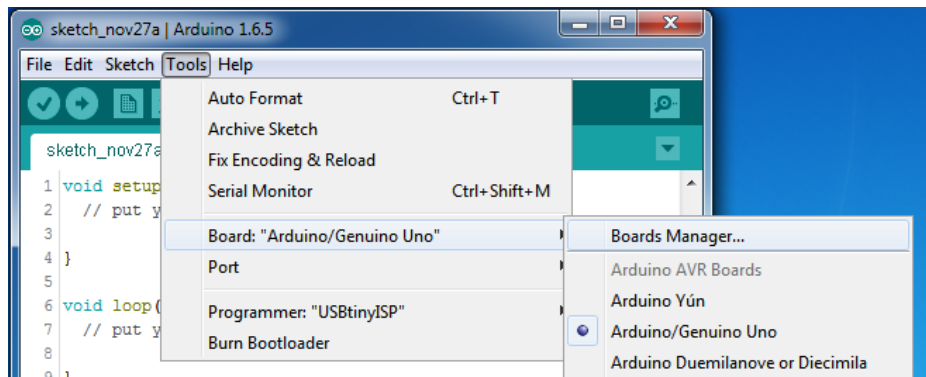 sketch_nov27a | Arduino 1.6.5
File Edit Sketch Tools Help
sketch_nov27a
Auto Format Ctrl+T
Archive Sketch
Fix Encoding & Reload
Serial Monitor Ctrl+Shift+M
Board: "Arduino/Genuino Uno"
Port
Programmer: "USBtinyISP"
Burn Bootloader
Boards Manager...
Arduino AVR Boards
Arduino Yún
Arduino/Genuino Uno
Arduino Duemilanove or Diecimila
1 void setup
2 // put y
3
4 }
5
6 void loop(
7 // put y
8
9 }